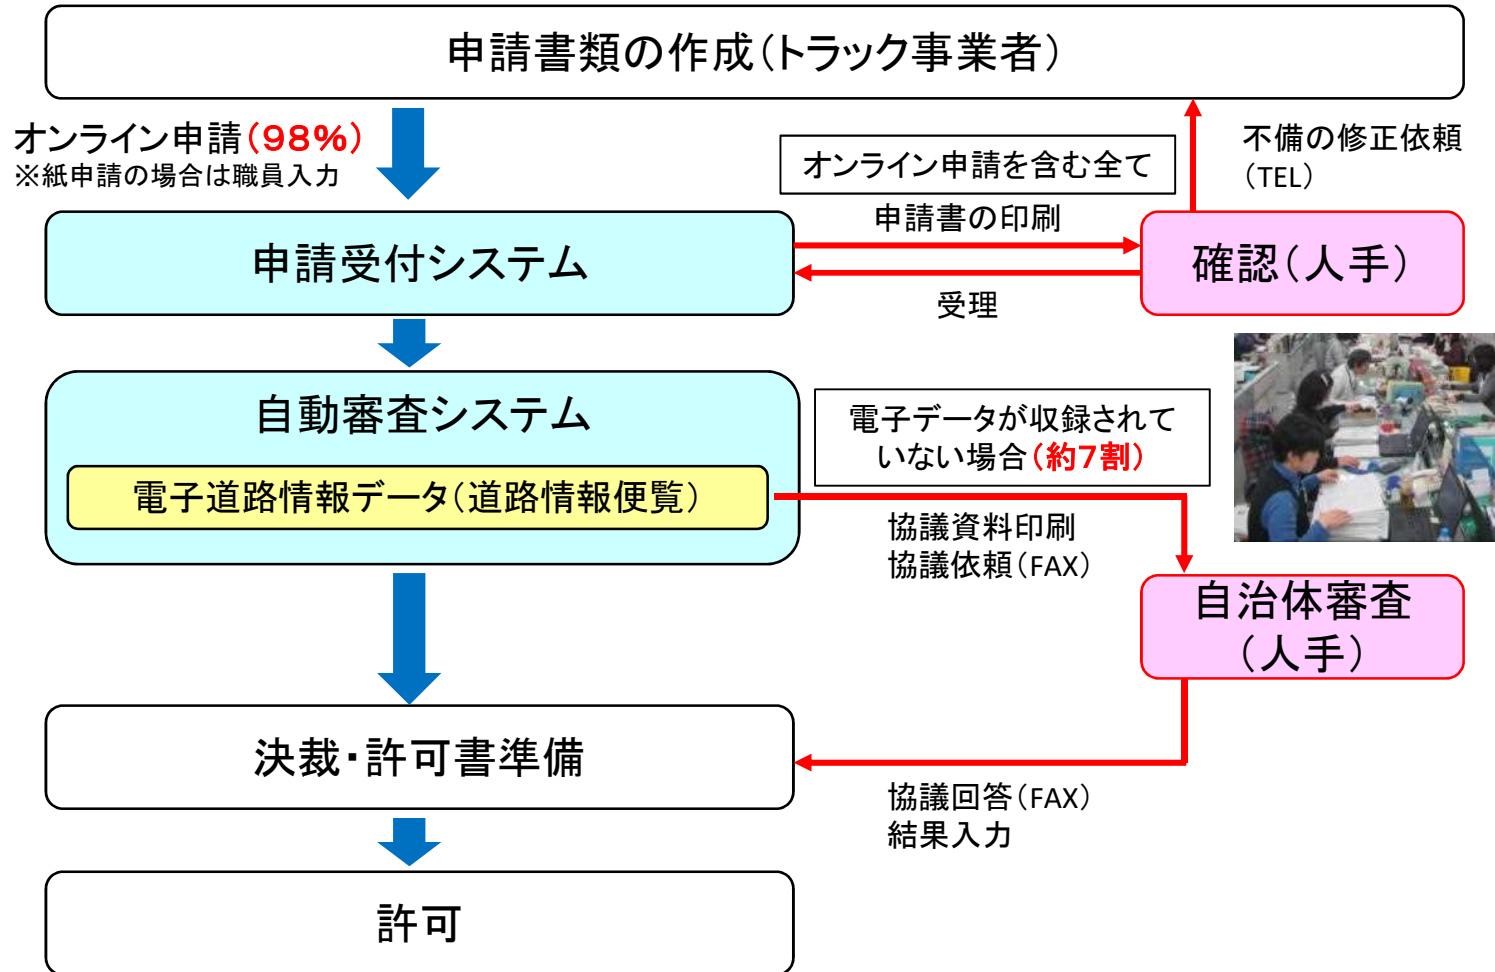 申請書類の作成（トラック事業者）
オンライン申請（98%）
※紙申請の場合は職員入力
オンライン申請を含む全て
不備の修正依頼
（TEL）
申請書の印刷
申請受付システム
確認（人手）
受理
自動審査システム
電子道路情報データ（道路情報便覧）
電子データが収録されて
いない場合（約7割）
協議資料印刷
協議依頼（FAX）
自治体審査
（人手）
決裁・許可書準備
協議回答（FAX）
結果入力
許可